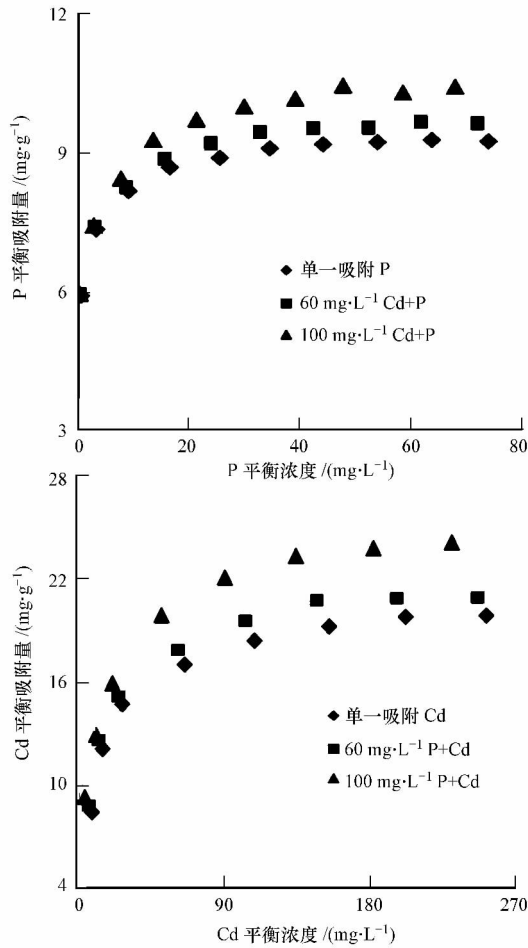 12
9
6
3
P 平衡吸附量 /(mg·g⁻¹)
◆ 单一吸附 P
■ 60 mg·L⁻¹ Cd+P
▲ 100 mg·L⁻¹ Cd+P
0 20 40 60 80
P 平衡浓度 /(mg·L⁻¹)
28
22
16
10
4
Cd 平衡吸附量 /(mg·g⁻¹)
◆ 单一吸附 Cd
■ 60 mg·L⁻¹ P+Cd
▲ 100 mg·L⁻¹ P+Cd
0 90 180 270
Cd 平衡浓度 /(mg·L⁻¹)